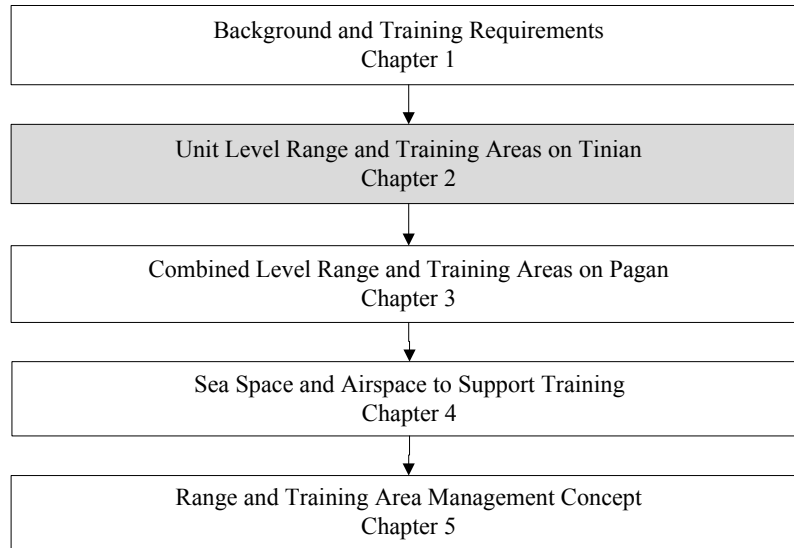 Background and Training Requirements
Chapter 1
Unit Level Range and Training Areas on Tinian
Chapter 2
Combined Level Range and Training Areas on Pagan
Chapter 3
Sea Space and Airspace to Support Training
Chapter 4
Range and Training Area Management Concept
Chapter 5